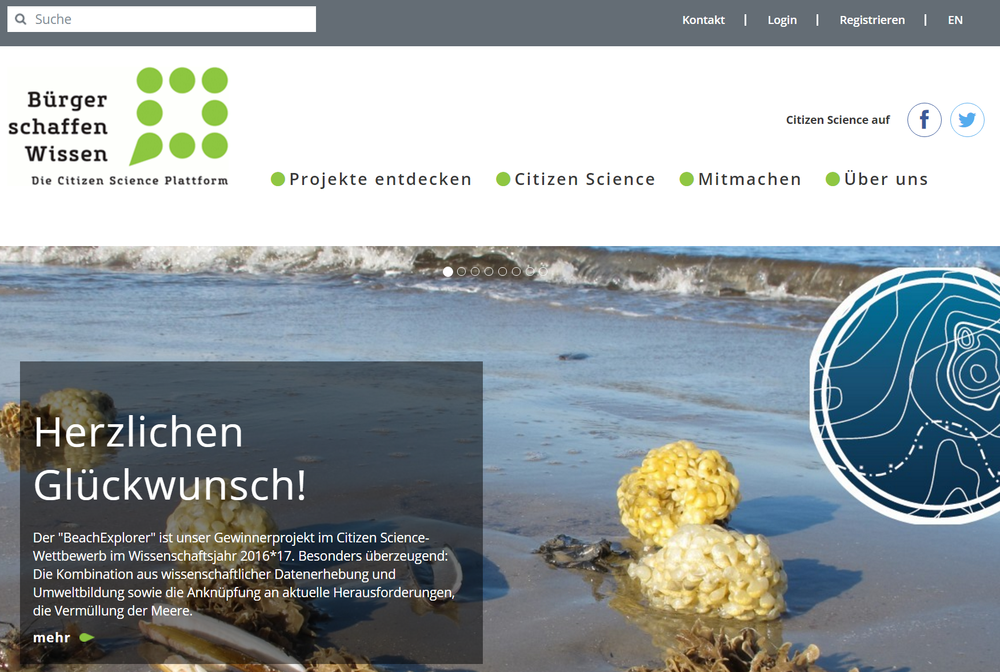 Suche
Kontakt | Login | Registrieren | EN
Bürger
schaffen
Wissen
Die Citizen Science Plattform
Citizen Science auf
Projekte entdecken
Citizen Science
Mitmachen
Über uns
Herzlichen
Glückwunsch!
Der "BeachExplorer" ist unser Gewinnerprojekt im Citizen Science-
Wettbewerb im Wissenschaftsjahr 2016*17. Besonders überzeugend:
Die Kombination aus wissenschaftlicher Datenerhebung und
Umweltbildung sowie die Anknüpfung an aktuelle Herausforderungen,
die Vermüllung der Meere.
mehr